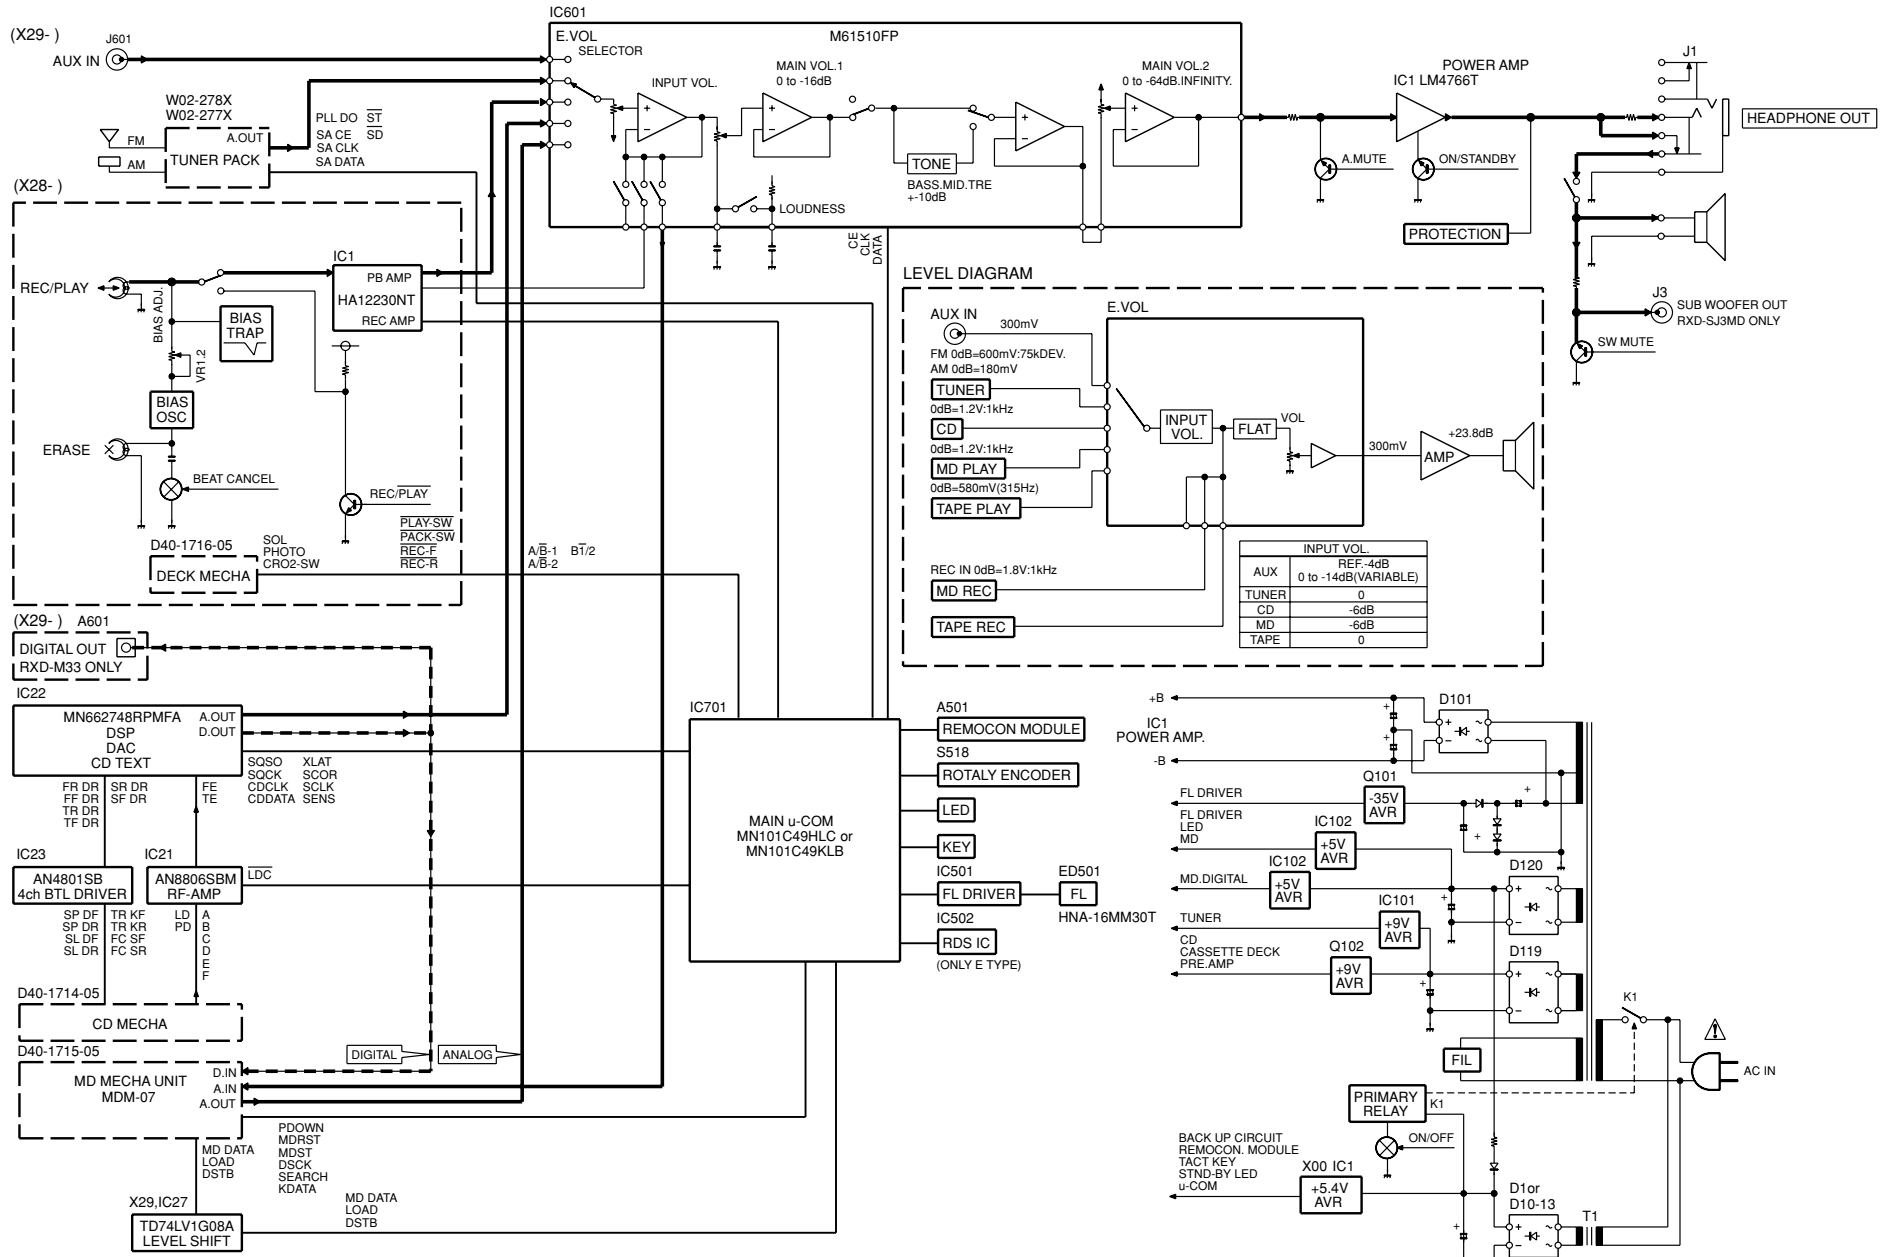 (X29- )
J601
AUX IN
W02-278X
W02-277X
FM
AM
A.OUT
TUNER PACK
PLL DO ST
SA CE SD
SA CLK
SA DATA
IC601
E.VOL
SELECTOR
M61510FP
INPUT VOL.
MAIN VOL.1
0 to -16dB
MAIN VOL.2
0 to -64dB.INFINITY.
TONE
BASS.MID.TRE
+-10dB
LOUDNESS
CE
CLK
DATA
POWER AMP
IC1 LM4766T
A.MUTE
ON/STANDBY
PROTECTION
J1
HEADPHONE OUT
J3
SUB WOOFER OUT
RXD-SJ3MD ONLY
SW MUTE
(X28- )
REC/PLAY
BIAS ADJ.
BIAS
TRAP
VR1.2
BIAS
OSC
ERASE
BEAT CANCEL
IC1
PB AMP
HA12230NT
REC AMP
REC/PLAY
PLAY-SW
PACK-SW
REC-F
REC-R
D40-1716-05
DECK MECHA
SOL
PHOTO
CRO2-SW
A/B-1 B1/2
A/B-2
LEVEL DIAGRAM
AUX IN
300mV
FM 0dB=600mV:75kDEV.
AM 0dB=180mV
TUNER
0dB=1.2V:1kHz
CD
0dB=1.2V:1kHz
MD PLAY
0dB=580mV(315Hz)
TAPE PLAY
REC IN 0dB=1.8V:1kHz
MD REC
TAPE REC
E.VOL
INPUT
VOL.
FLAT
VOL
300mV
+23.8dB
AMP
INPUT VOL.
AUX REF.-4dB
0 to -14dB(VARIABLE)
TUNER 0
CD -6dB
MD -6dB
TAPE 0
(X29- ) A601
DIGITAL OUT
RXD-M33 ONLY
IC22
MN662748RPMFA
DSP
DAC
CD TEXT
A.OUT
D.OUT
FR DR SR DR
FF DR SF DR
TR DR
TF DR
FE
TE
SQSO XLAT
SQCK SCOR
CDCLK SCLK
CDDATA SENS
IC23
AN4801SB
4ch BTL DRIVER
IC21
AN8806SBM
RF-AMP
LDC
SP DF TR KF
SP DR TR KR
SL DF FC SF
SL DR FC SR
LD A
PD B
C
D
E
F
D40-1714-05
CD MECHA
D40-1715-05
MD MECHA UNIT
MDM-07
D.IN
A.IN
A.OUT
DIGITAL
ANALOG
MD DATA
LOAD
DSTB
PDOWN
MDRST
MDST
DSCK
SEARCH
KDATA
X29,IC27
TD74LV1G08A
LEVEL SHIFT
MD DATA
LOAD
DSTB
IC701
MAIN u-COM
MN101C49HLC or
MN101C49KLB
A501
REMOCON MODULE
S518
ROTALY ENCODER
LED
KEY
IC501
FL DRIVER
ED501
FL
HNA-16MM30T
IC502
RDS IC
(ONLY E TYPE)
+B
IC1
POWER AMP.
-B
D101
+ ~
- ~
Q101
-35V
AVR
FL DRIVER
FL DRIVER
LED
MD
IC102
+5V
AVR
MD.DIGITAL
IC102
+5V
AVR
D120
+ ~
- ~
TUNER
IC101
+9V
AVR
CD
CASSETTE DECK
PRE.AMP
Q102
+9V
AVR
D119
+ ~
- ~
K1
FIL
AC IN
PRIMARY
RELAY
K1
ON/OFF
BACK UP CIRCUIT
REMOCON. MODULE
TACT KEY
STND-BY LED
u-COM
X00 IC1
+5.4V
AVR
D1or
D10-13
+ ~
- ~
T1